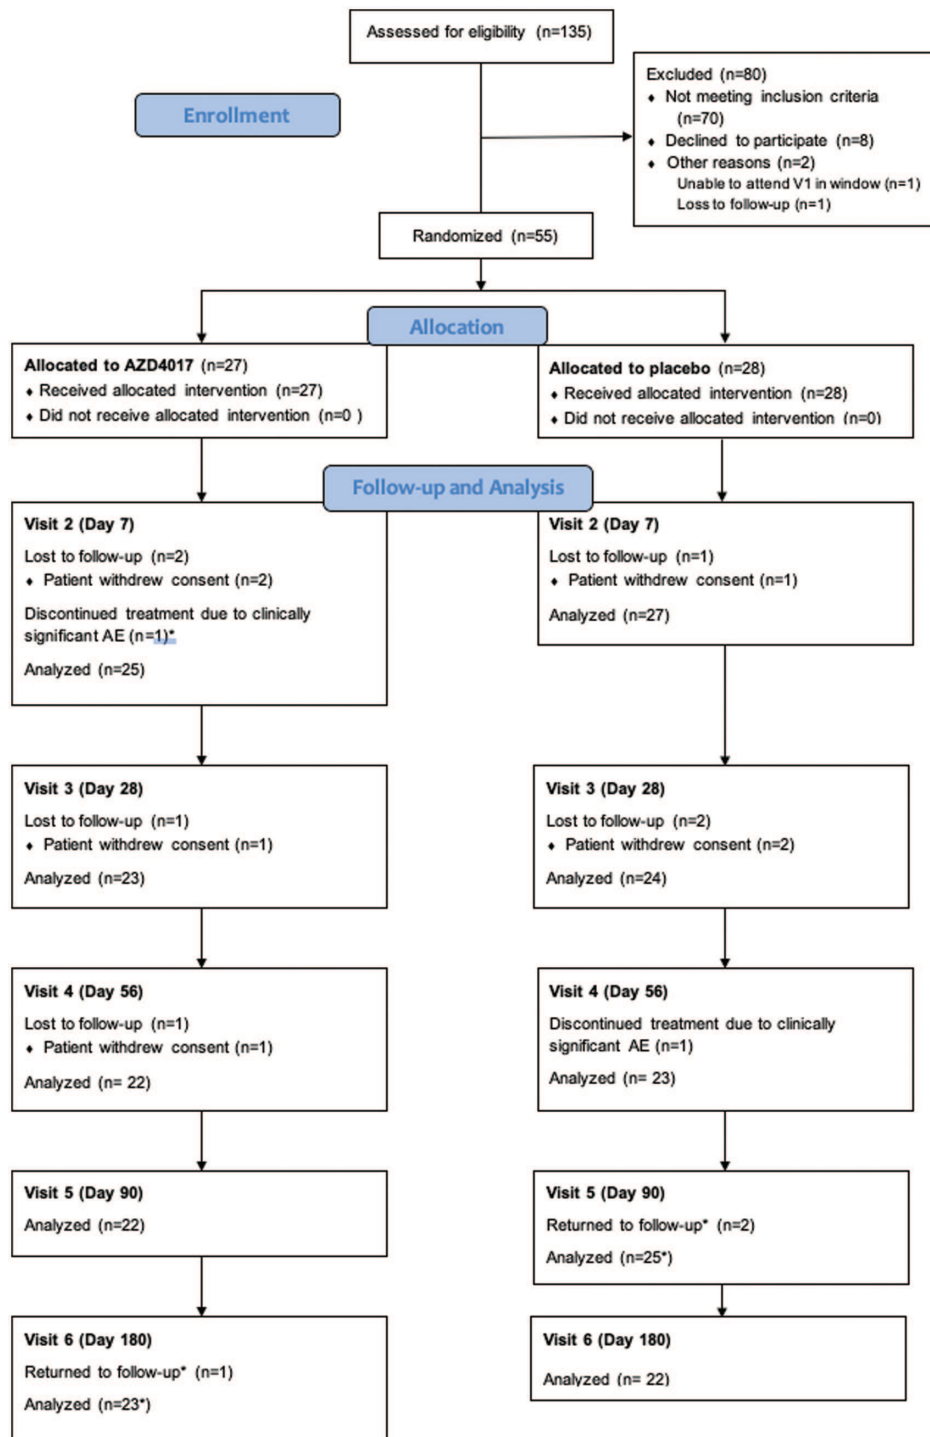 Assessed for eligibility (n=135)
Excluded (n=80)
⬧ Not meeting inclusion criteria
(n=70)
⬧ Declined to participate (n=8)
⬧ Other reasons (n=2)
Unable to attend V1 in window (n=1)
Loss to follow-up (n=1)
Enrollment
Randomized (n=55)
Allocation
Allocated to AZD4017 (n=27)
⬧ Received allocated intervention (n=27)
⬧ Did not receive allocated intervention (n=0 )
Allocated to placebo (n=28)
⬧ Received allocated intervention (n=28)
⬧ Did not receive allocated intervention (n=0)
Follow-up and Analysis
Visit 2 (Day 7)
Lost to follow-up (n=2)
⬧ Patient withdrew consent (n=2)
Discontinued treatment due to clinically
significant AE (n=1)*
Analyzed (n=25)
Visit 2 (Day 7)
Lost to follow-up (n=1)
⬧ Patient withdrew consent (n=1)
Analyzed (n=27)
Visit 3 (Day 28)
Lost to follow-up (n=1)
⬧ Patient withdrew consent (n=1)
Analyzed (n=23)
Visit 3 (Day 28)
Lost to follow-up (n=2)
⬧ Patient withdrew consent (n=2)
Analyzed (n=24)
Visit 4 (Day 56)
Lost to follow-up (n=1)
⬧ Patient withdrew consent (n=1)
Analyzed (n= 22)
Visit 4 (Day 56)
Discontinued treatment due to clinically
significant AE (n=1)
Analyzed (n= 23)
Visit 5 (Day 90)
Analyzed (n=22)
Visit 5 (Day 90)
Returned to follow-up* (n=2)
Analyzed (n=25*)
Visit 6 (Day 180)
Returned to follow-up* (n=1)
Analyzed (n=23*)
Visit 6 (Day 180)
Analyzed (n= 22)